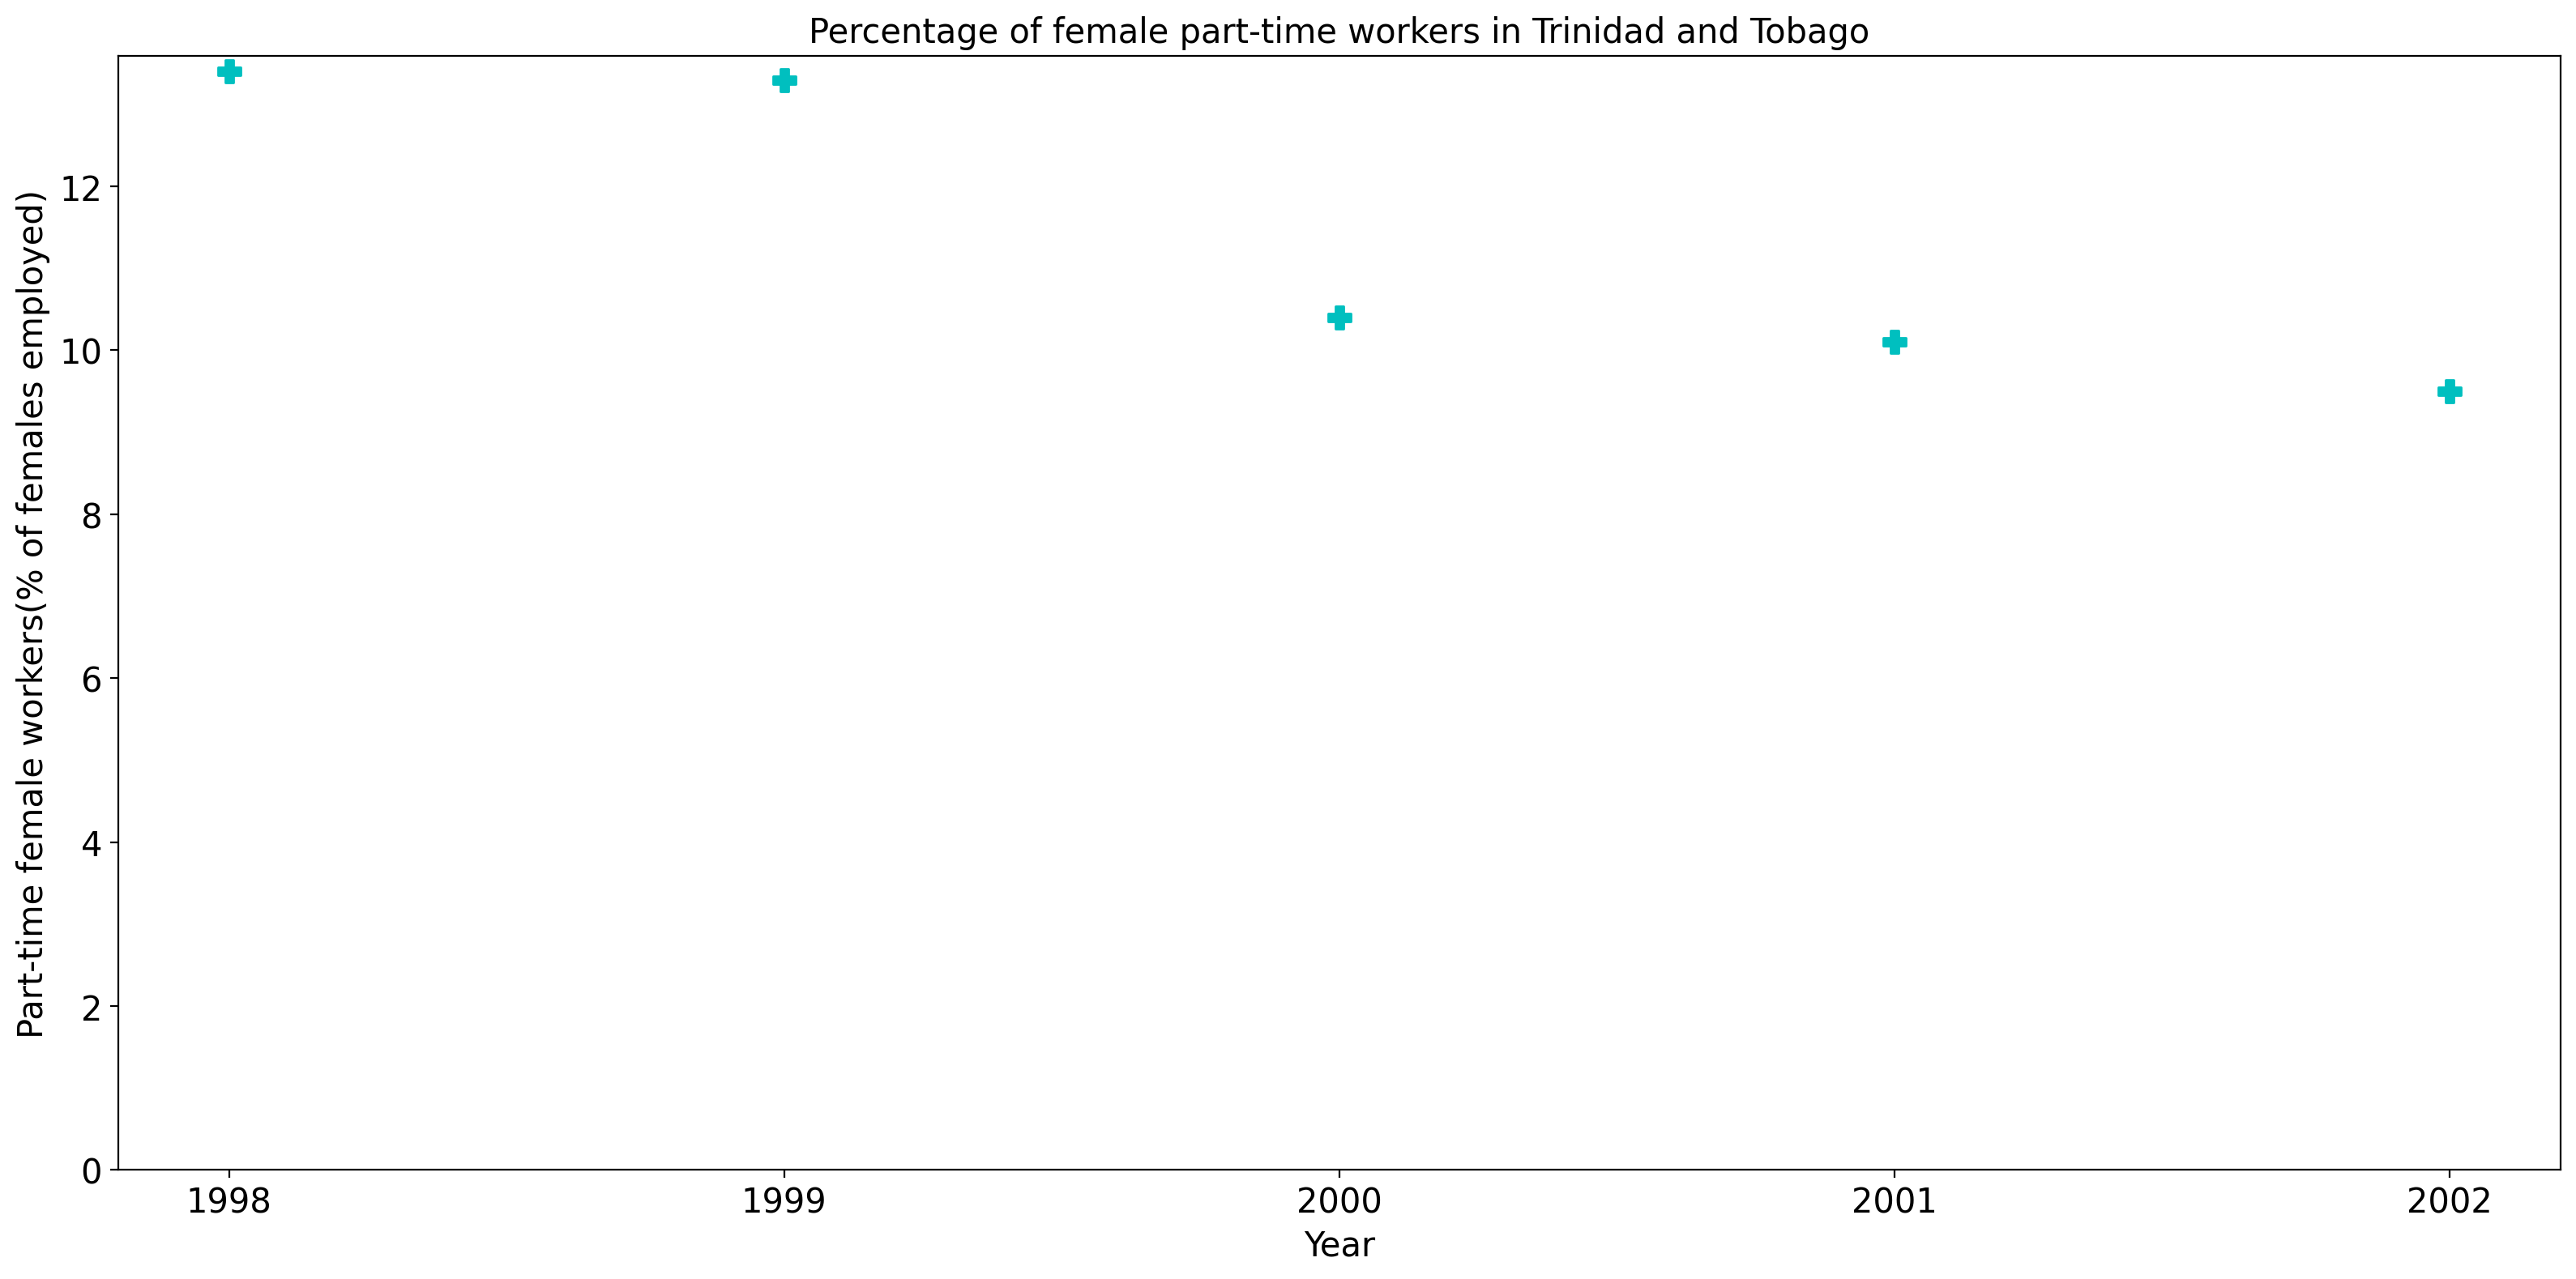 Percentage of female part-time workers in Trinidad and Tobago
Part-time female workers(% of females employed)
12
10
8
6
4
2
0
1998 1999 2000 2001 2002
Year